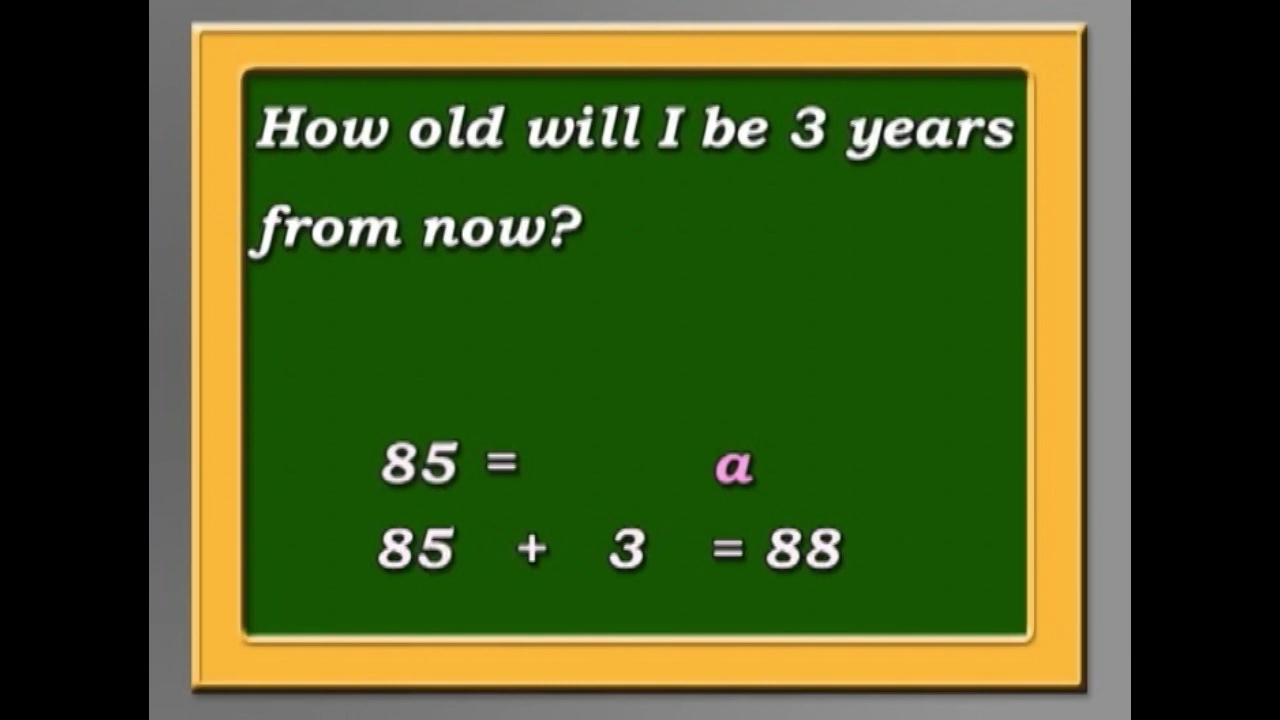 How old will I be 3 years
from now?
85 = a
85 + 3 = 88